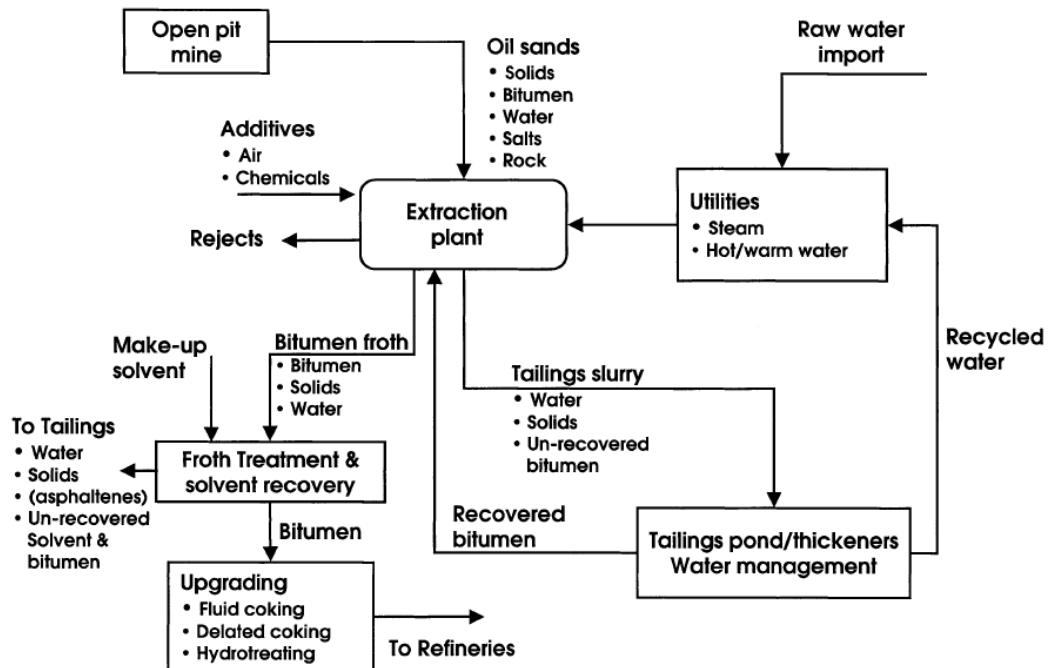 Open pit
mine
Oil sands
• Solids
• Bitumen
• Water
• Salts
• Rock
Raw water
import
Additives
• Air
• Chemicals
Extraction
plant
Utilities
• Steam
• Hot/warm water
Rejects
Make-up
solvent
Bitumen froth
• Bitumen
• Solids
• Water
Tailings slurry
• Water
• Solids
• Un-recovered
bitumen
Recycled
water
To Tailings
• Water
• Solids
• (asphaltenes)
• Un-recovered
Solvent &
bitumen
Froth Treatment &
solvent recovery
Bitumen
Recovered
bitumen
Tailings pond/thickeners
Water management
Upgrading
• Fluid coking
• Delated coking
• Hydrotreating
To Refineries